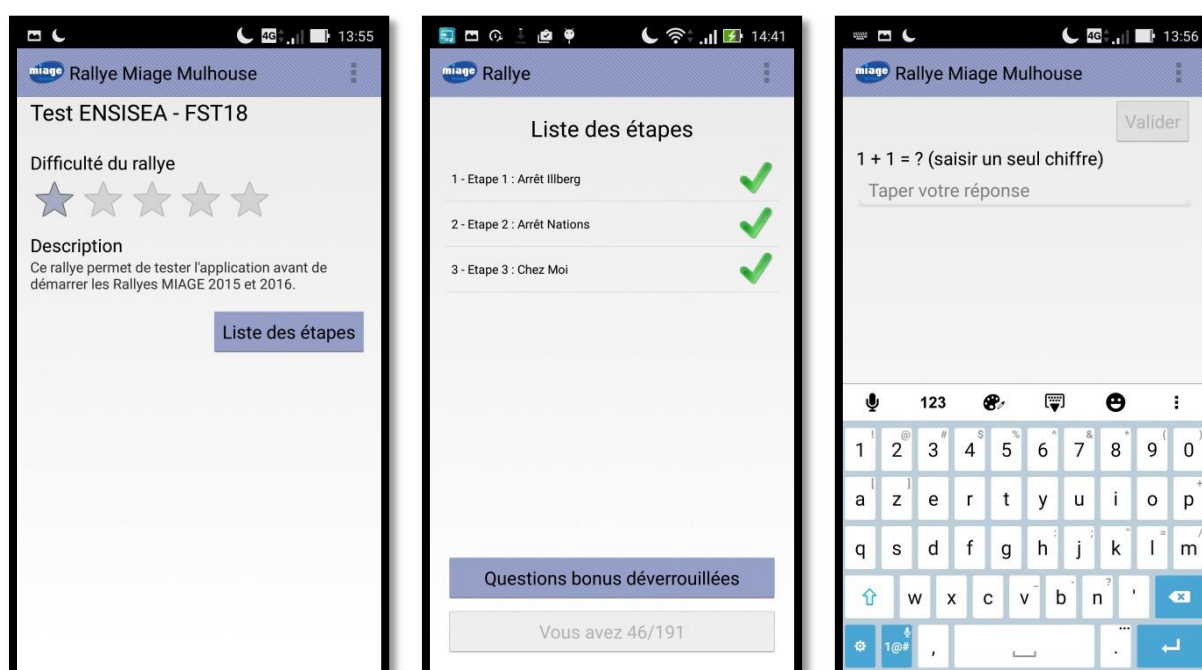 4G 13:55
miage Rallye Miage Mulhouse
Test ENSISEA - FST18
Difficulté du rallye
Description
Ce rallye permet de tester l'application avant de
démarrer les Rallyes MIAGE 2015 et 2016.
Liste des étapes
14:41
miage Rallye
Liste des étapes
1 - Etape 1 : Arrêt Illberg
2 - Etape 2 : Arrêt Nations
3 - Etape 3 : Chez Moi
Questions bonus déverrouillées
Vous avez 46/191
4G 13:56
miage Rallye Miage Mulhouse
Valider
1 + 1 = ? (saisir un seul chiffre)
Taper votre réponse
123
! @ # $ % ^ & * ( )
1 2 3 4 5 6 7 8 9 0
[ ] +
a z e r t y u i o p
: ; " = /
q s d f g h j k l m
_ - ?
w x c v b n '
1@# , . ...